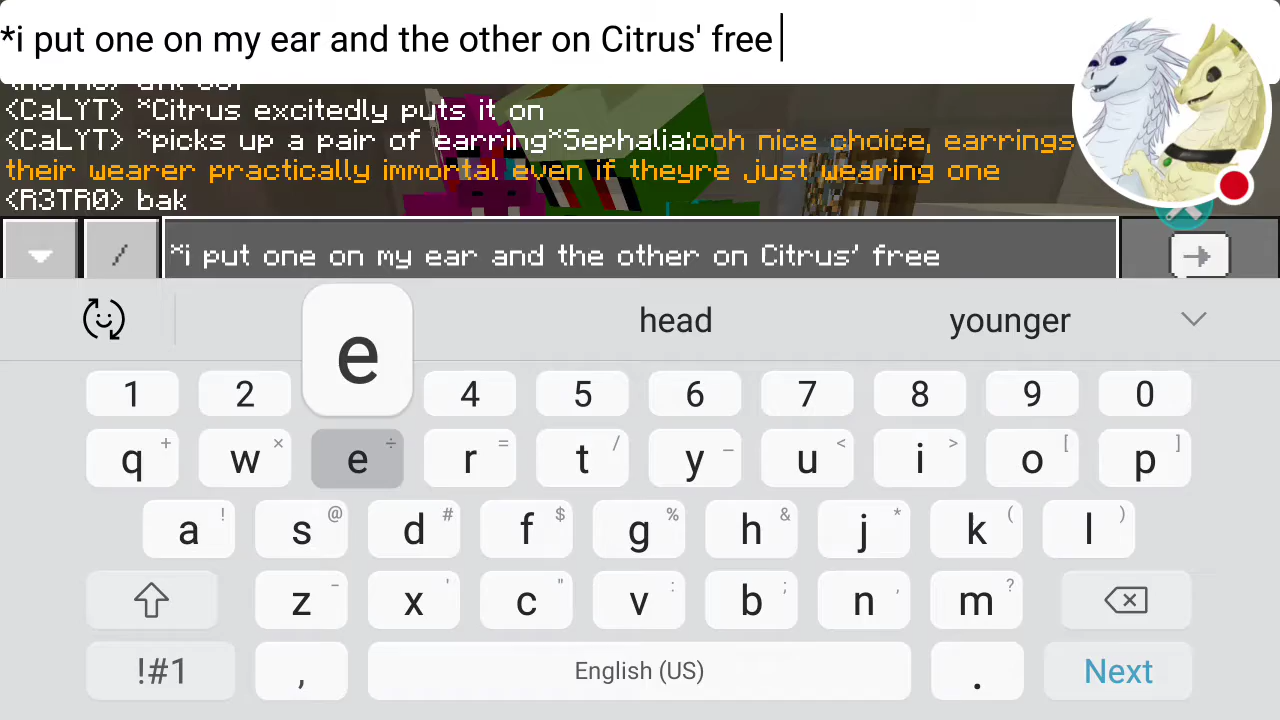 *i put one on my ear and the other on Citrus' free
<CaLYT> *Citrus excitedly puts it on
<CaLYT> *picks up a pair of earring*Sephalia:ooh nice choice, earrings
their wearer practically immortal even if theyre just wearing one
<R3TR0> bak
/ *i put one on my ear and the other on Citrus' free
e head younger
1 2 4 5 6 7 8 9 0
q + w × e ÷ r = t / y _ u < i > o [ p ]
a ! s @ d # f $ g % h & j * k ( l )
z - x ' c " v : b ; n , m ?
!#1 , English (US) . Next